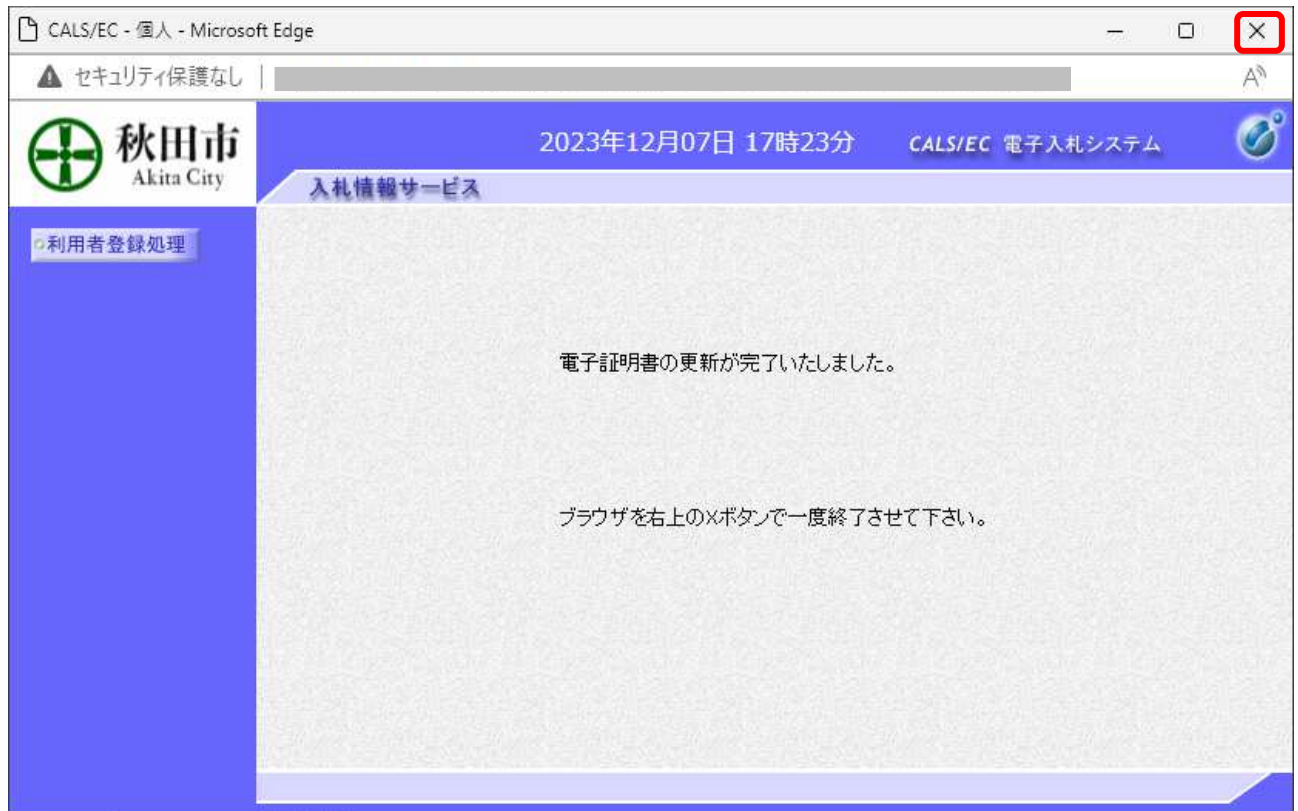 CALS/EC - 個人 - Microsoft Edge
セキュリティ保護なし
秋田市
Akita City
2023年12月07日 17時23分
CALS/EC 電子入札システム
入札情報サービス
利用者登録処理
電子証明書の更新が完了いたしました。
ブラウザを右上の×ボタンで一度終了させて下さい。